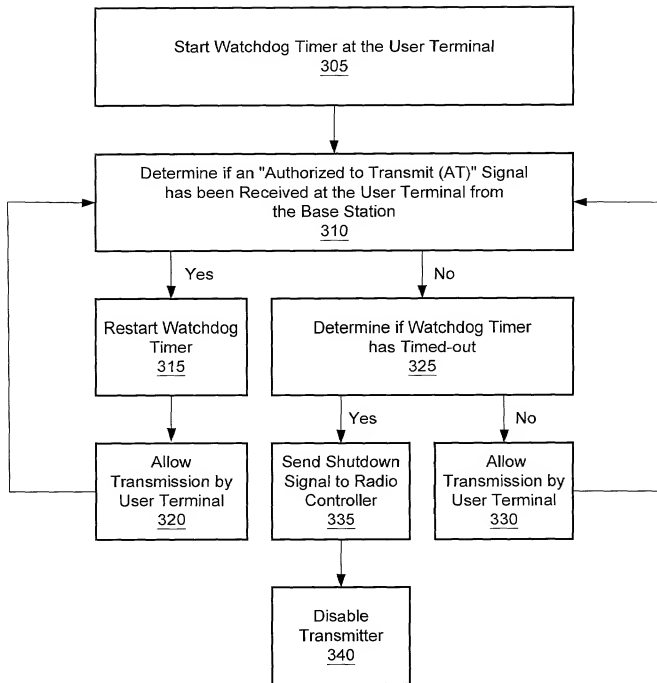 Start Watchdog Timer at the User Terminal
305
Determine if an "Authorized to Transmit (AT)" Signal
has been Received at the User Terminal from
the Base Station
310
Yes
No
Restart Watchdog
Timer
315
Determine if Watchdog Timer
has Timed-out
325
Yes
No
Allow
Transmission by
User Terminal
320
Send Shutdown
Signal to Radio
Controller
335
Allow
Transmission by
User Terminal
330
Disable
Transmitter
340